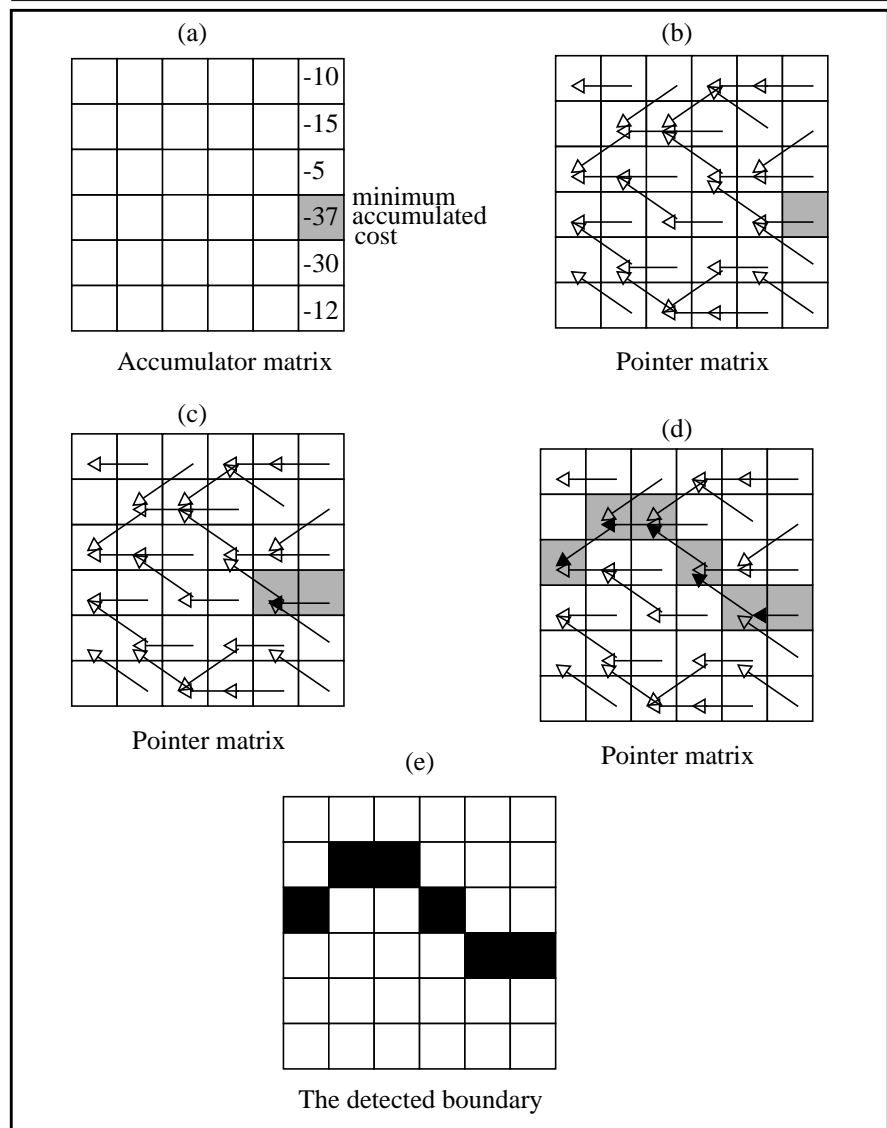 (a)
-10
-15
-5
-37
-30
-12
minimum
accumulated
cost
Accumulator matrix
(b)
Pointer matrix
(c)
Pointer matrix
(d)
Pointer matrix
(e)
The detected boundary